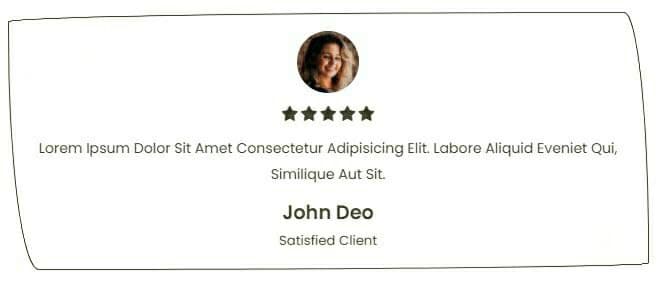 Lorem Ipsum Dolor Sit Amet Consectetur Adipisicing Elit. Labore Aliquid Eveniet Qui,
Similique Aut Sit.
John Deo
Satisfied Client